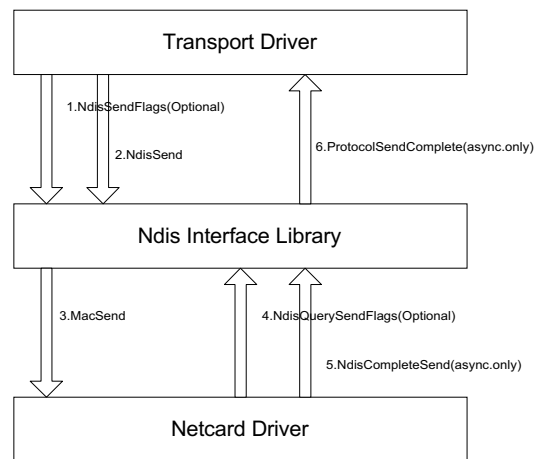 Transport Driver
1.NdisSendFlags(Optional)
2.NdisSend
6.ProtocolSendComplete(async.only)
Ndis Interface Library
3.MacSend
4.NdisQuerySendFlags(Optional)
5.NdisCompleteSend(async.only)
Netcard Driver